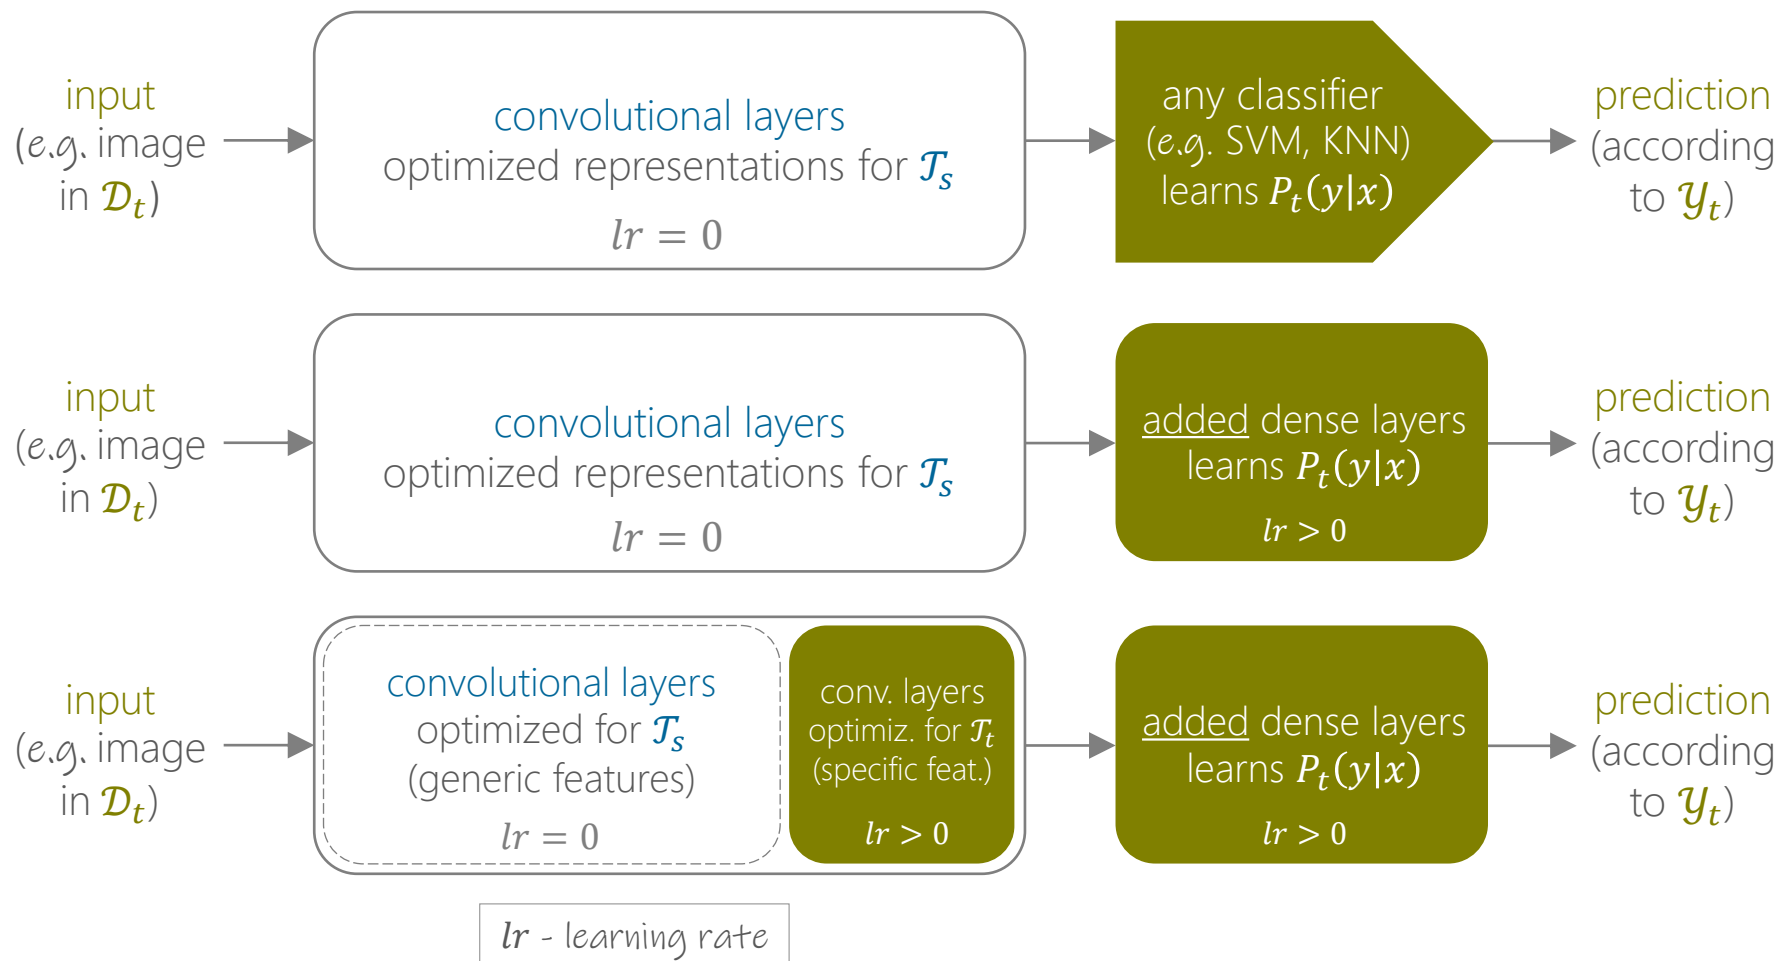 input
(e.g. image
in 𝒟ₜ)
convolutional layers
optimized representations for 𝒯ₛ
lr = 0
any classifier
(e.g. SVM, KNN)
learns Pₜ(y|x)
prediction
(according
to 𝒴ₜ)
input
(e.g. image
in 𝒟ₜ)
convolutional layers
optimized representations for 𝒯ₛ
lr = 0
added dense layers
learns Pₜ(y|x)
lr > 0
prediction
(according
to 𝒴ₜ)
input
(e.g. image
in 𝒟ₜ)
convolutional layers
optimized for 𝒯ₛ
(generic features)
lr = 0
conv. layers
optimiz. for 𝒯ₜ
(specific feat.)
lr > 0
added dense layers
learns Pₜ(y|x)
lr > 0
prediction
(according
to 𝒴ₜ)
lr - learning rate